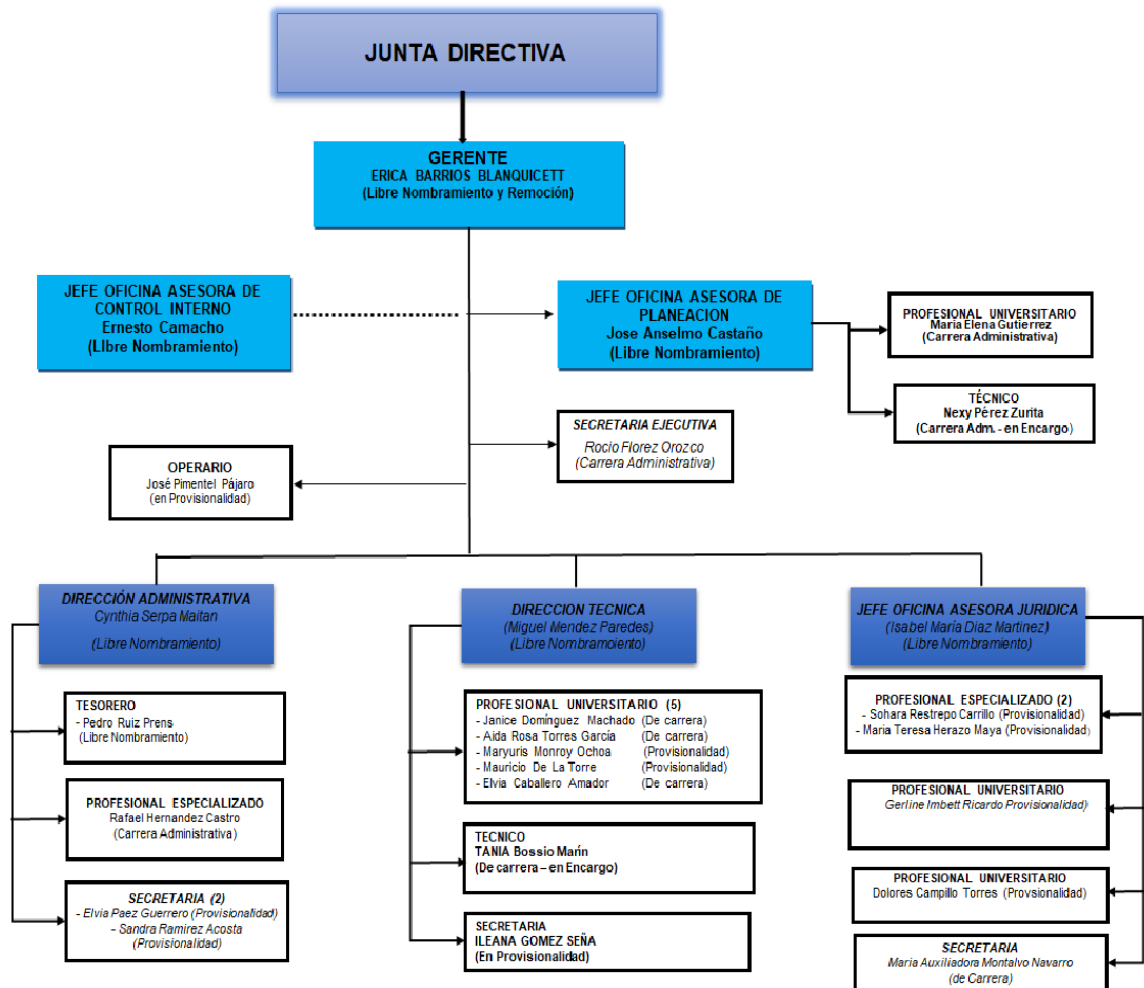 JUNTA DIRECTIVA
GERENTE
ERICA BARRIOS BLANQUICETT
(Libre Nombramiento y Remoción)
JEFE OFICINA ASESORA DE
CONTROL INTERNO
Ernesto Camacho
(LIbre Nombramiento)
JEFE OFICINA ASESORA DE
PLANEACION
Jose Anselmo Castaño
(Libre Nombramiento)
PROFESIONAL UNIVERSITARIO
Maria Elena Gutierrez
(Carrera Administrativa)
TÉCNICO
Nexy Pérez Zurita
(Carrera Adm. - en Encargo)
SECRETARIA EJECUTIVA
Rocio Florez Orozco
(Carrera Administrativa)
OPERARIO
José Pimentel Pájaro
(en Provisionalidad)
DIRECCIÓN ADMINISTRATIVA
Cynthia Serpa Maitan
(Libre Nombramiento)
TESORERO
- Pedro Ruiz Prens
(Libre Nombramiento)
PROFESIONAL ESPECIALIZADO
Rafael Hernandez Castro
(Carrera Administrativa)
SECRETARIA (2)
- Elvia Paez Guerrero (Provisionalidad)
- Sandra Ramirez Acosta
(Provisionalidad)
DIRECCION TECNICA
(Miguel Mendez Paredes)
(Libre Nombramoiento)
PROFESIONAL UNIVERSITARIO (5)
- Janice Domínguez Machado (De carrera)
- Aida Rosa Torres García (De carrera)
- Maryuris Monroy Ochoa (Provisionalidad)
- Mauricio De La Torre (Provisionalidad)
- Elvia Caballero Amador (De carrera)
TECNICO
TANIA Bossio Marín
(De carrera – en Encargo)
SECRETARIA
ILEANA GOMEZ SEÑA
(En Provisionalidad)
JEFE OFICINA ASESORA JURIDICA
(Isabel María Diaz Martinez)
(Libre Nombramiento)
PROFESIONAL ESPECIALIZADO (2)
- Sohara Restrepo Carrillo (Provisionalidad)
- Maria Teresa Herazo Maya (Provisionalidad)
PROFESIONAL UNIVERSITARIO
Gerline Imbett Ricardo Provisionalidad)
PROFESIONAL UNIVERSITARIO
Dolores Campillo Torres (Provsionalidad)
SECRETARIA
Maria Auxiliadora Montalvo Navarro
(de Carrera)